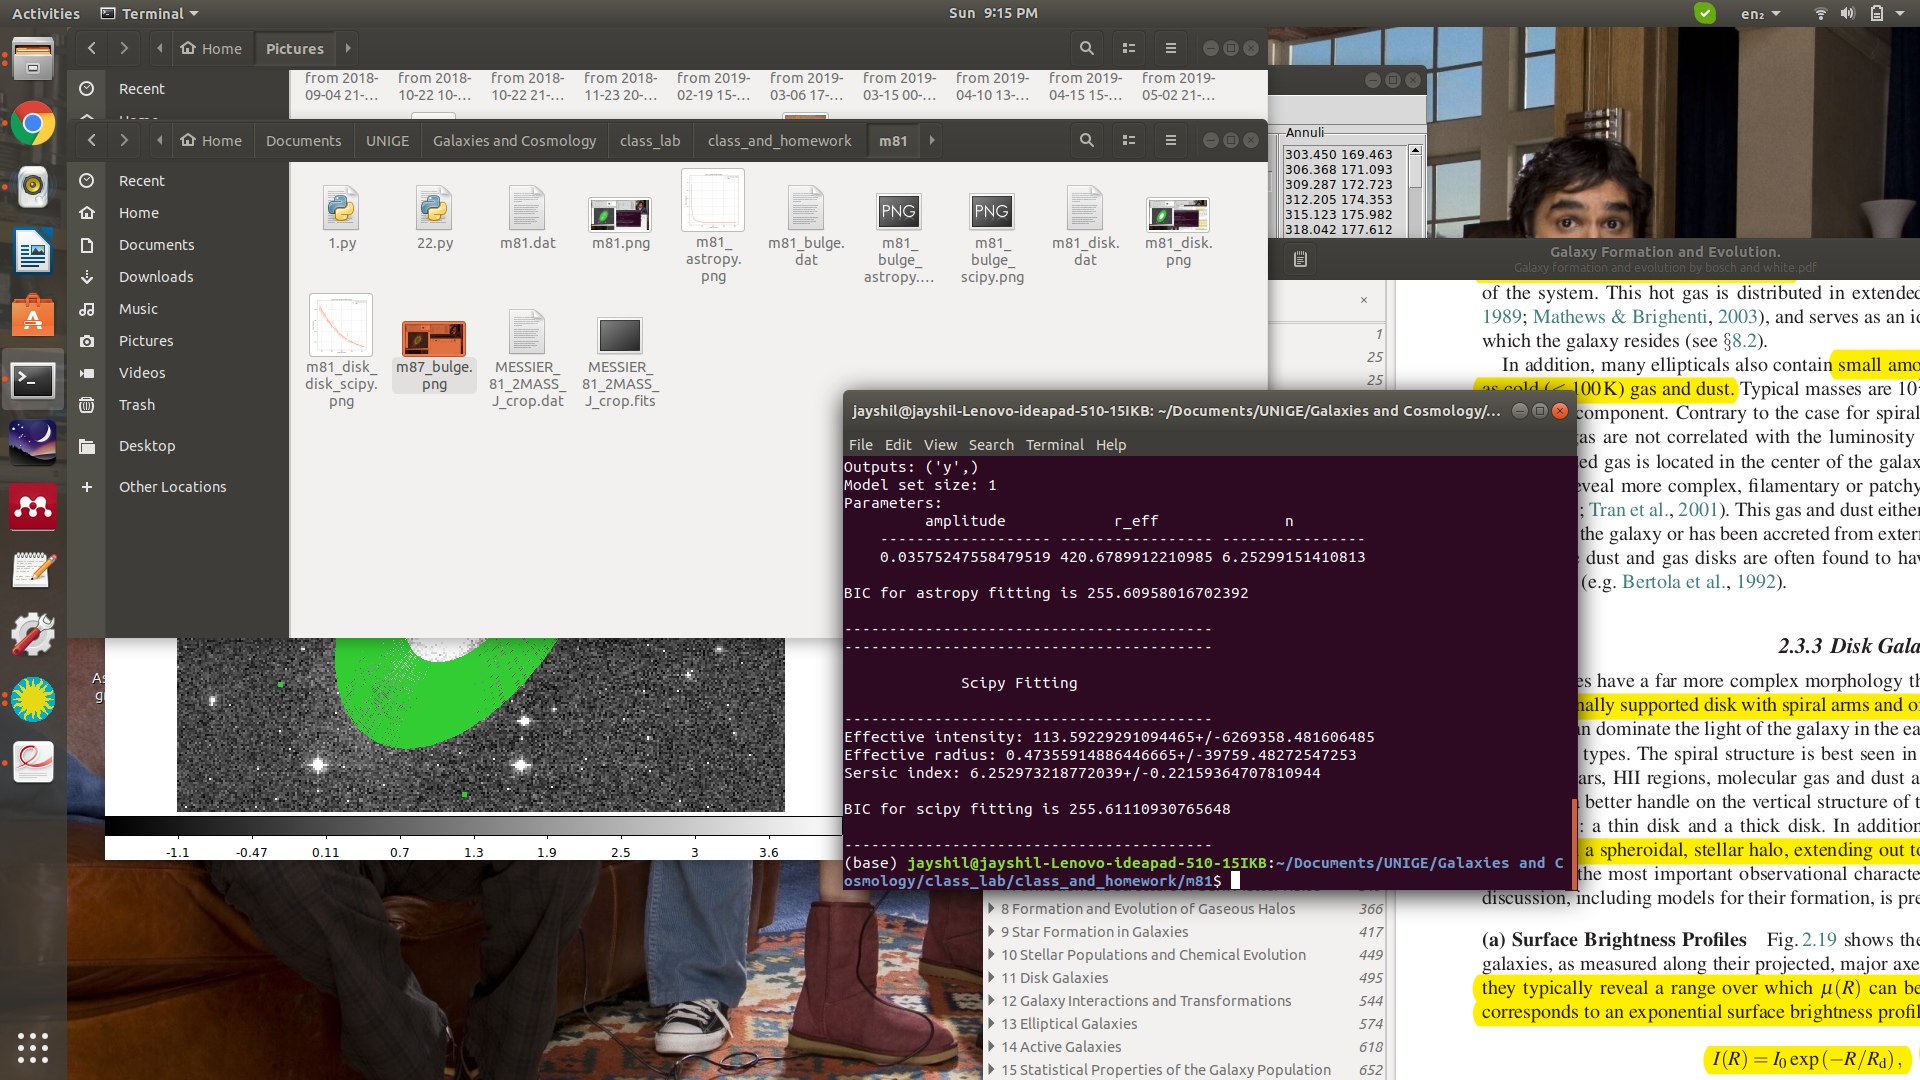 Activities
Terminal
Sun 9:15 PM
en₂
Home
Pictures
from 2018-09-04 21-…
from 2018-10-22 10-…
from 2018-10-22 21-…
from 2018-11-23 20-…
from 2019-02-19 15-…
from 2019-03-06 17-…
from 2019-03-15 00-…
from 2019-04-10 13-…
from 2019-04-15 15-…
from 2019-05-02 21-…
Recent
Home
Documents
UNIGE
Galaxies and Cosmology
class_lab
class_and_homework
m81
Recent
Home
Documents
Downloads
Music
Pictures
Videos
Trash
Desktop
Other Locations
1.py
22.py
m81.dat
m81.png
m81_astropy.png
m81_bulge.dat
PNG
m81_bulge_astropy.…
PNG
m81_bulge_scipy.png
m81_disk.dat
m81_disk.png
m81_disk_disk_scipy.png
m87_bulge.png
MESSIER_81_2MASS_J_crop.dat
MESSIER_81_2MASS_J_crop.fits
Annuli
303.450 169.463
306.368 171.093
309.287 172.723
312.205 174.353
315.123 175.982
318.042 177.612
Galaxy Formation and Evolution.
Galaxy formation and evolution by bosch and white.pdf
1
25
25
of the system. This hot gas is distributed in extended
1989; Mathews & Brighenti, 2003), and serves as an i
which the galaxy resides (see §8.2).
In addition, many ellipticals also contain small amo
as cold (< 100 K) gas and dust. Typical masses are 10
component. Contrary to the case for spiral
as are not correlated with the luminosity
ed gas is located in the center of the galax
eveal more complex, filamentary or patchy
; Tran et al., 2001). This gas and dust either
the galaxy or has been accreted from extern
dust and gas disks are often found to hav
(e.g. Bertola et al., 1992).
2.3.3 Disk Gala
es have a far more complex morphology th
nally supported disk with spiral arms and o
n dominate the light of the galaxy in the ea
types. The spiral structure is best seen in
ars, HII regions, molecular gas and dust a
better handle on the vertical structure of t
: a thin disk and a thick disk. In addition
a spheroidal, stellar halo, extending out to
the most important observational characte
discussion, including models for their formation, is pre
(a) Surface Brightness Profiles Fig. 2.19 shows the
galaxies, as measured along their projected, major axe
they typically reveal a range over which μ(R) can be
corresponds to an exponential surface brightness profil
I(R) = I₀ exp(−R/R_d),
jayshil@jayshil-Lenovo-ideapad-510-15IKB: ~/Documents/UNIGE/Galaxies and Cosmology/…
File Edit View Search Terminal Help
Outputs: ('y',)
Model set size: 1
Parameters:
amplitude r_eff n
------------------- ----------------- ----------------
0.03575247558479519 420.6789912210985 6.25299151410813
BIC for astropy fitting is 255.60958016702392
-----------------------------------------
-----------------------------------------
Scipy Fitting
-----------------------------------------
Effective intensity: 113.59229291094465+/-6269358.481606485
Effective radius: 0.47355914886446665+/-39759.48272547253
Sersic index: 6.252973218772039+/-0.22159364707810944
BIC for scipy fitting is 255.61110930765648
-----------------------------------------
(base) jayshil@jayshil-Lenovo-ideapad-510-15IKB:~/Documents/UNIGE/Galaxies and C
osmology/class_lab/class_and_homework/m81$
As
g
-1.1 -0.47 0.11 0.7 1.3 1.9 2.5 3 3.6
8 Formation and Evolution of Gaseous Halos 366
9 Star Formation in Galaxies 417
10 Stellar Populations and Chemical Evolution 449
11 Disk Galaxies 495
12 Galaxy Interactions and Transformations 544
13 Elliptical Galaxies 574
14 Active Galaxies 618
15 Statistical Properties of the Galaxy Population 652